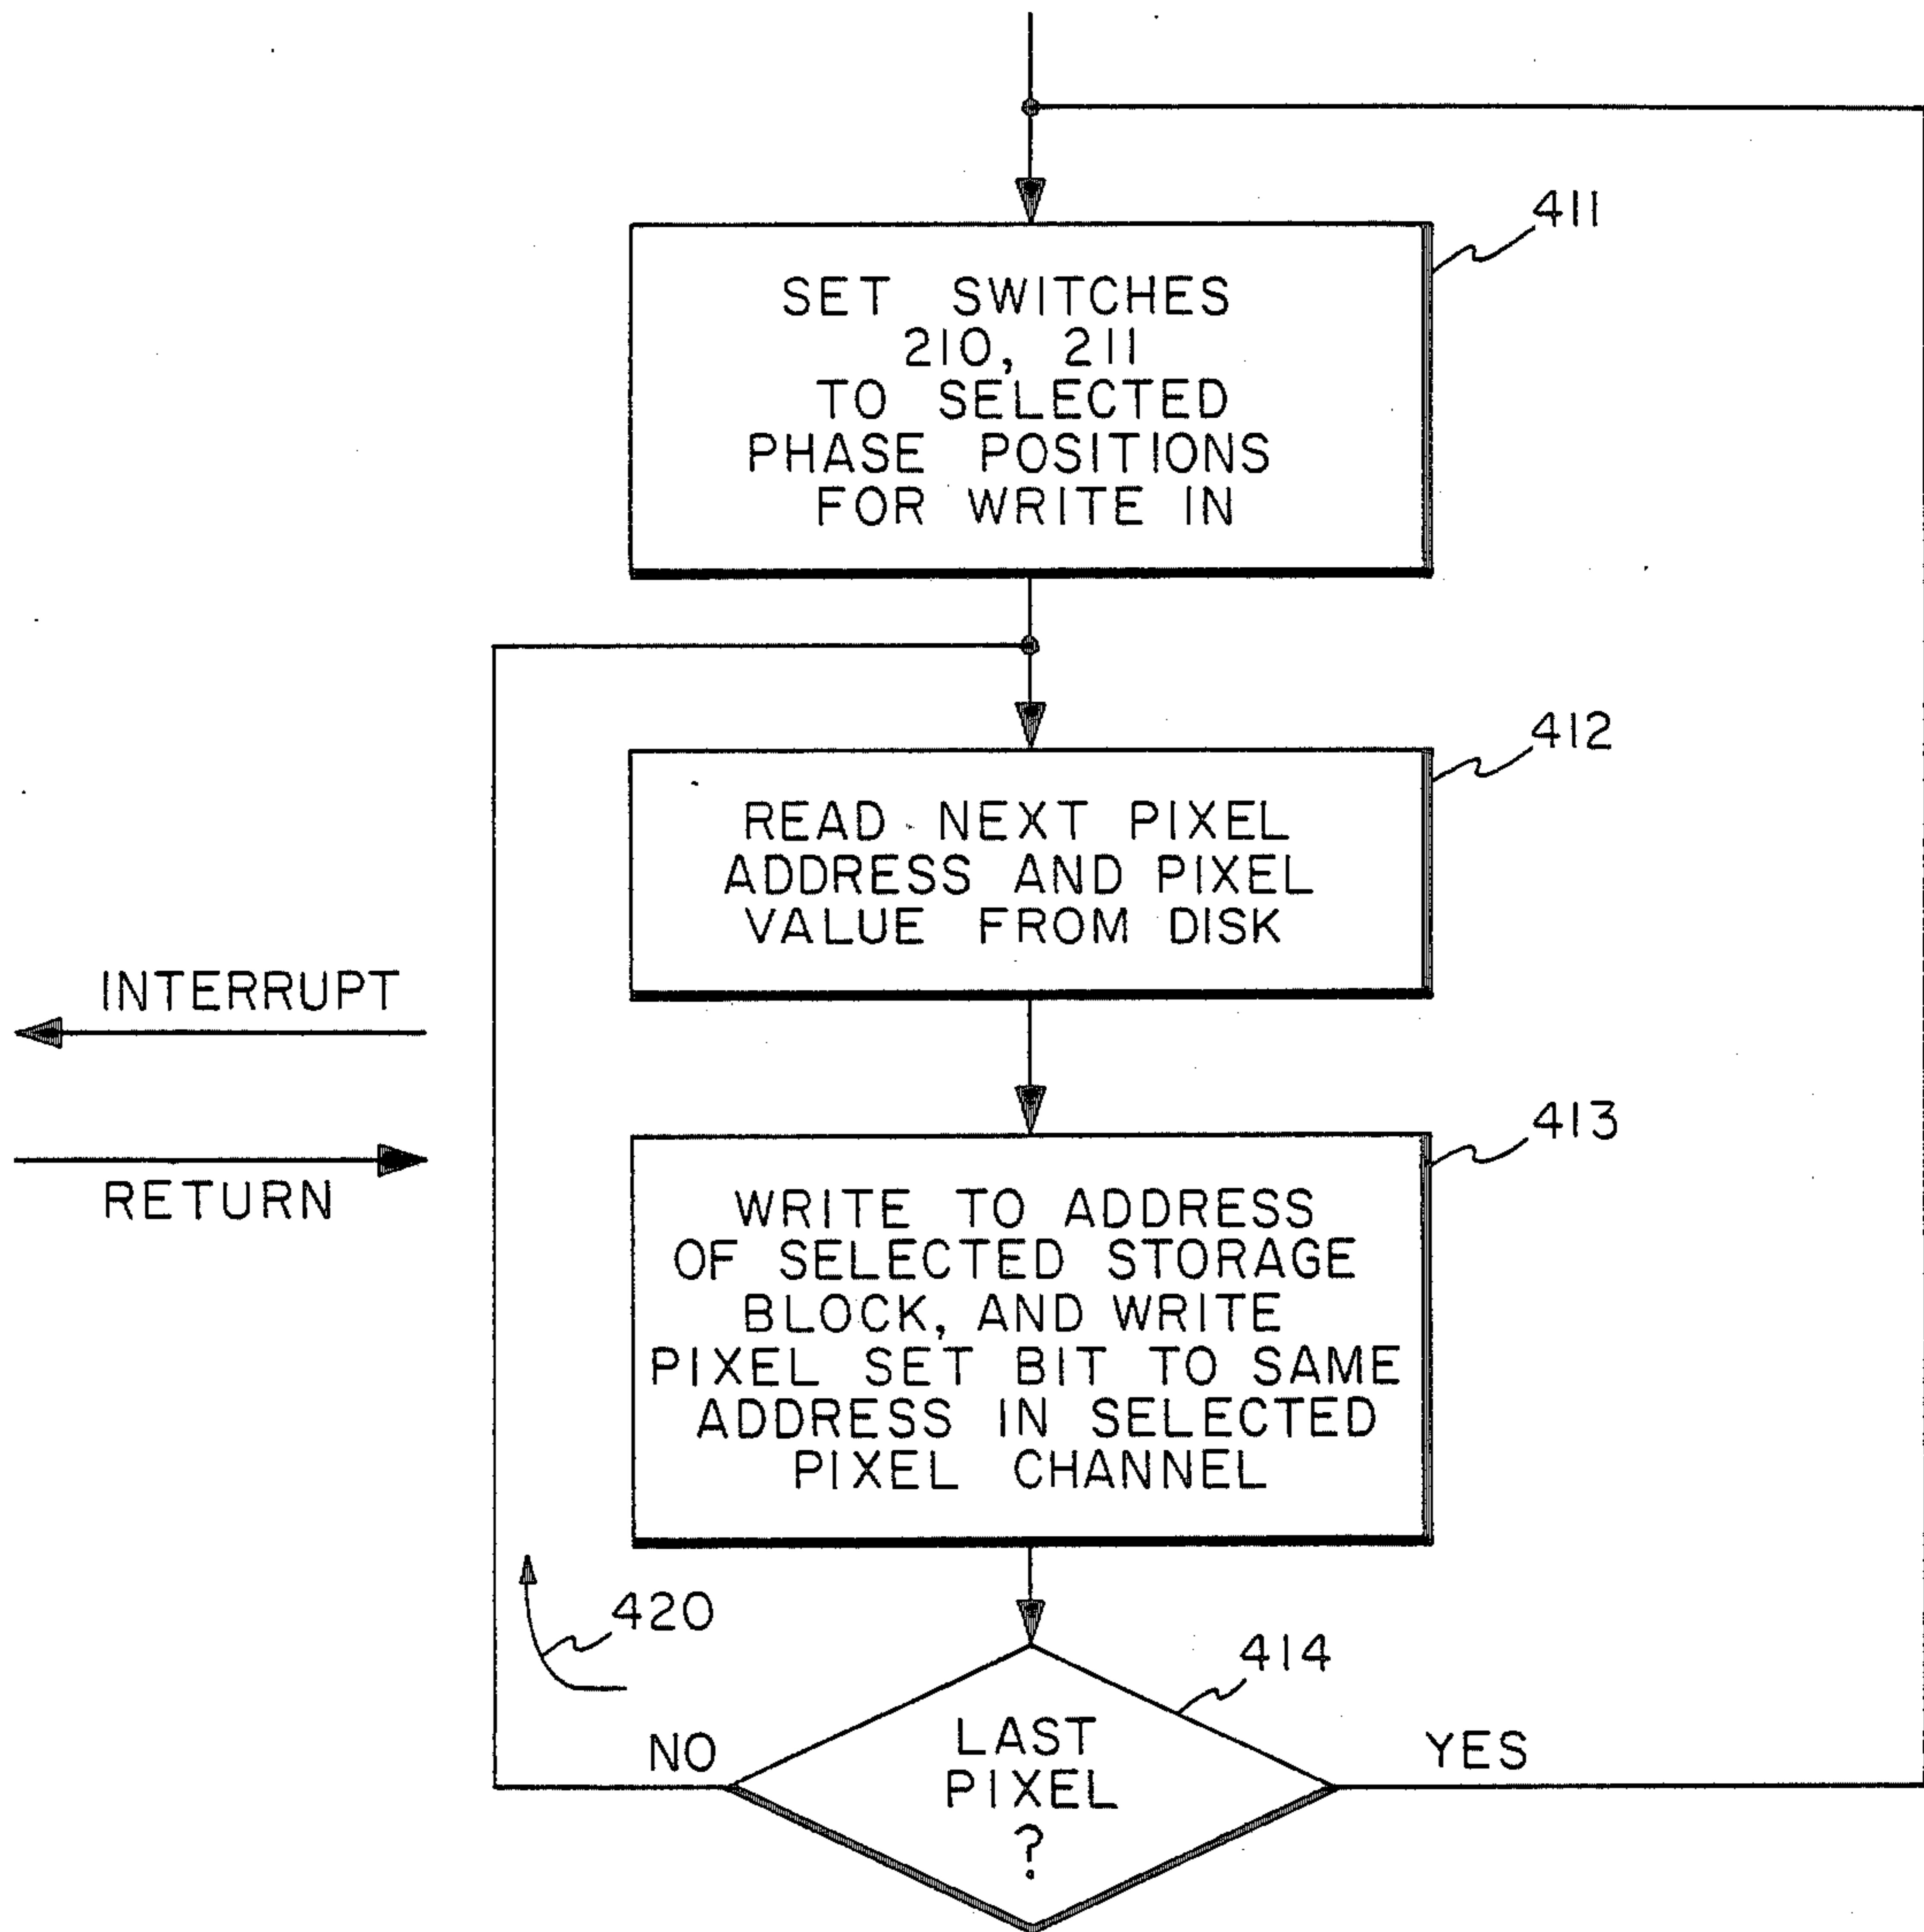 411
SET SWITCHES
210, 211
TO SELECTED
PHASE POSITIONS
FOR WRITE IN
412
READ NEXT PIXEL
ADDRESS AND PIXEL
VALUE FROM DISK
INTERRUPT
RETURN
413
WRITE TO ADDRESS
OF SELECTED STORAGE
BLOCK, AND WRITE
PIXEL SET BIT TO SAME
ADDRESS IN SELECTED
PIXEL CHANNEL
420
414
NO
LAST
PIXEL
?
YES